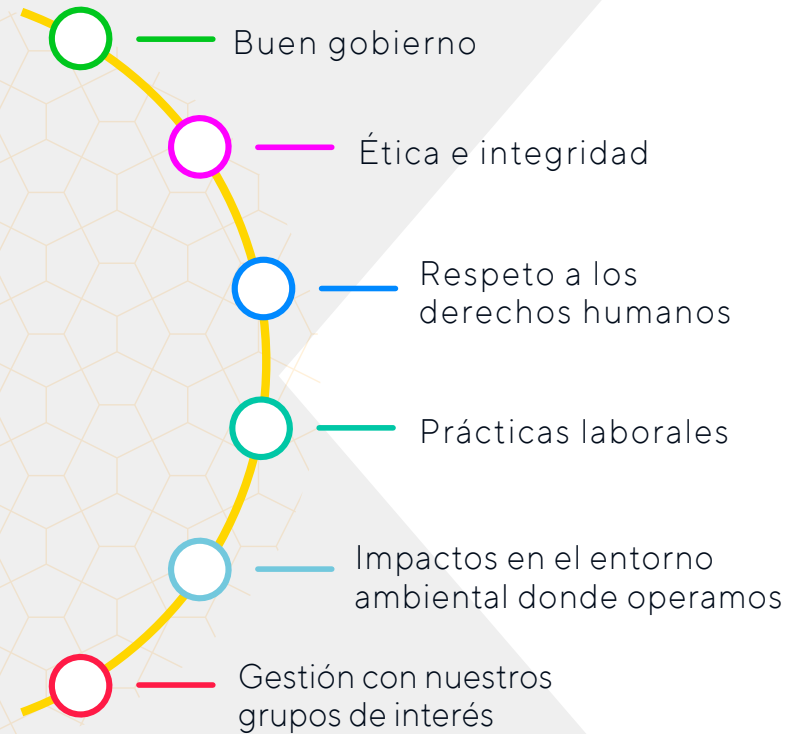 Buen gobierno
Ética e integridad
Respeto a los
derechos humanos
Prácticas laborales
Impactos en el entorno
ambiental donde operamos
Gestión con nuestros
grupos de interés